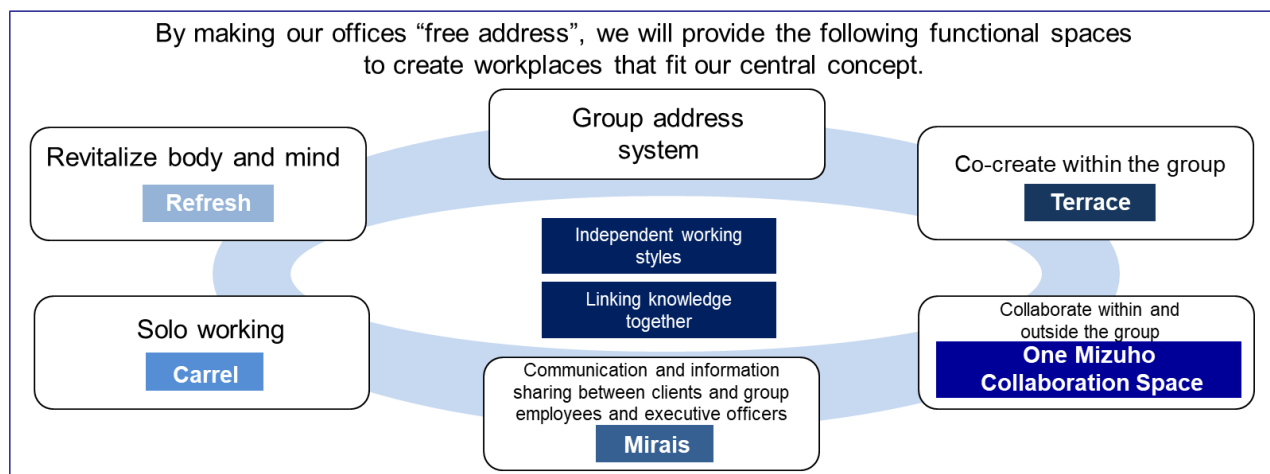 By making our offices “free address”, we will provide the following functional spaces
to create workplaces that fit our central concept.
Group address
system
Revitalize body and mind
Refresh
Co-create within the group
Terrace
Independent working
styles
Linking knowledge
together
Solo working
Carrel
Collaborate within and
outside the group
One Mizuho
Collaboration Space
Communication and information
sharing between clients and group
employees and executive officers
Mirais